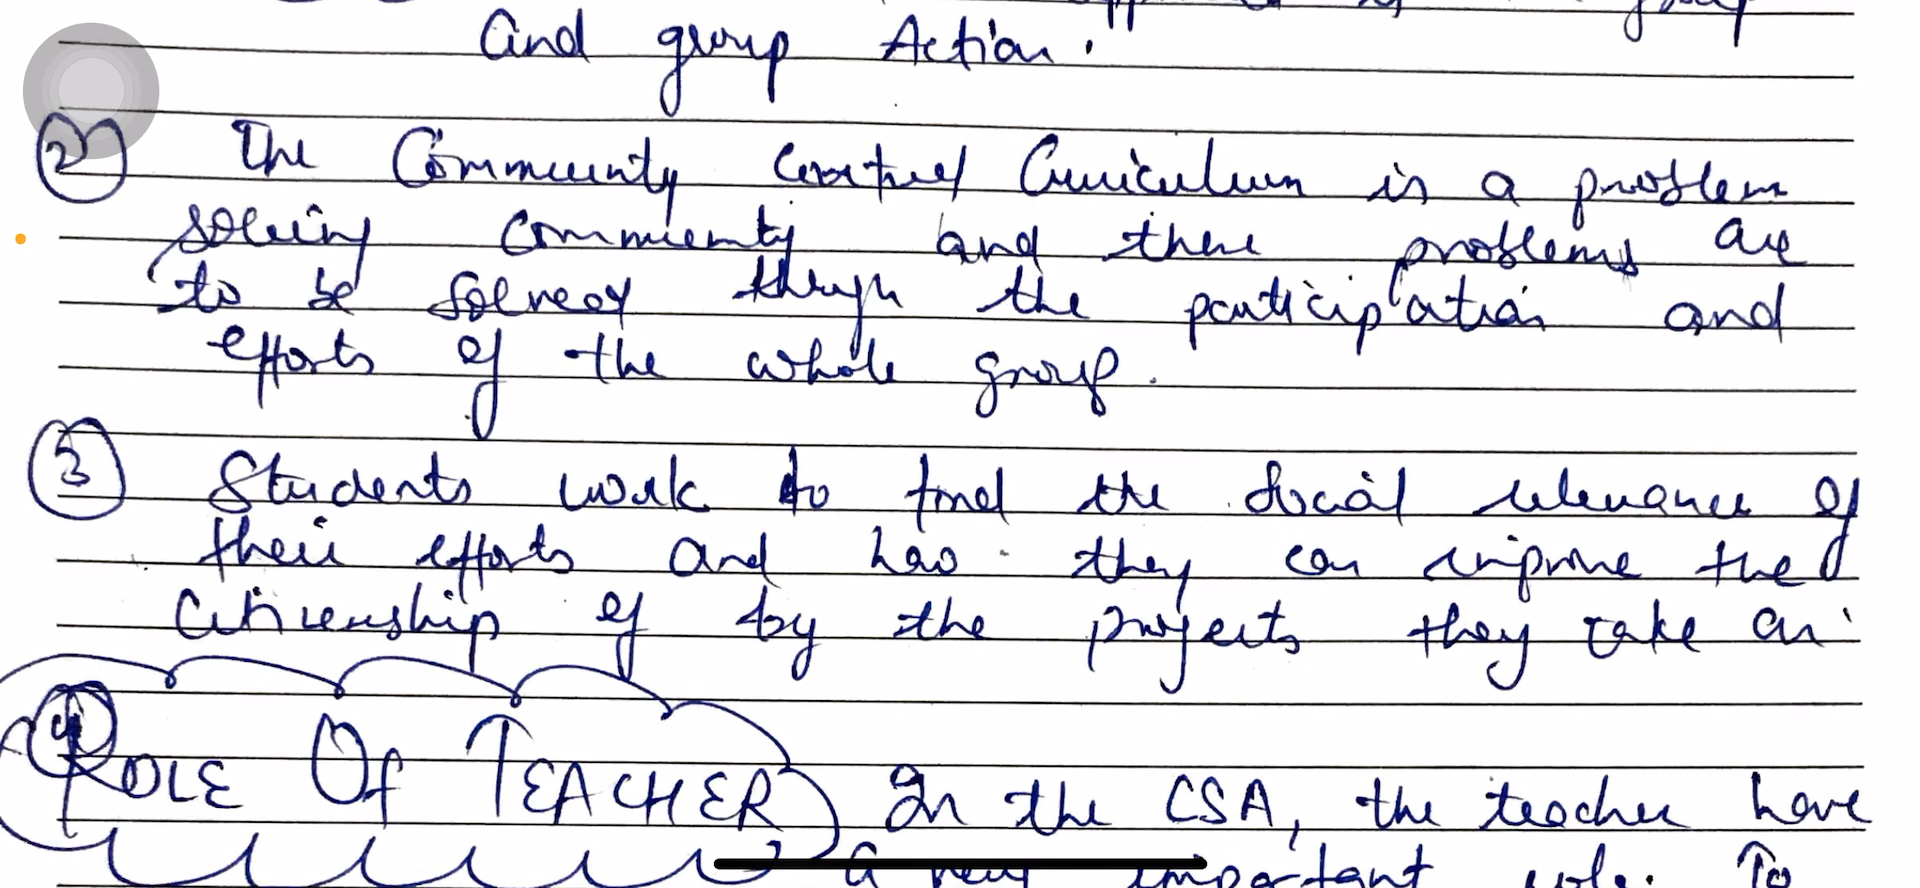 and group Action."
② The Community centred Curriculum is a problem
solving community and these problems are
to be solved through the participation and
efforts of the whole group.
③ Students work to find the social relevance of
their efforts and how they can improve the
citizenship of by the projects they take on
④ ROLE Of TEACHER In the CSA, the teacher have
a very important role. To